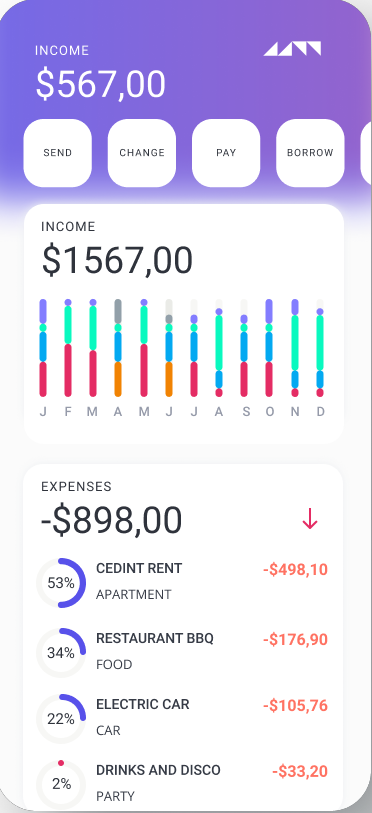 INCOME
$567,00
SEND CHANGE PAY BORROW
INCOME
$1567,00
J F M A M J J A S O N D
EXPENSES
-$898,00
53% CEDINT RENT -$498,10
APARTMENT
34% RESTAURANT BBQ -$176,90
FOOD
22% ELECTRIC CAR -$105,76
CAR
2% DRINKS AND DISCO -$33,20
PARTY